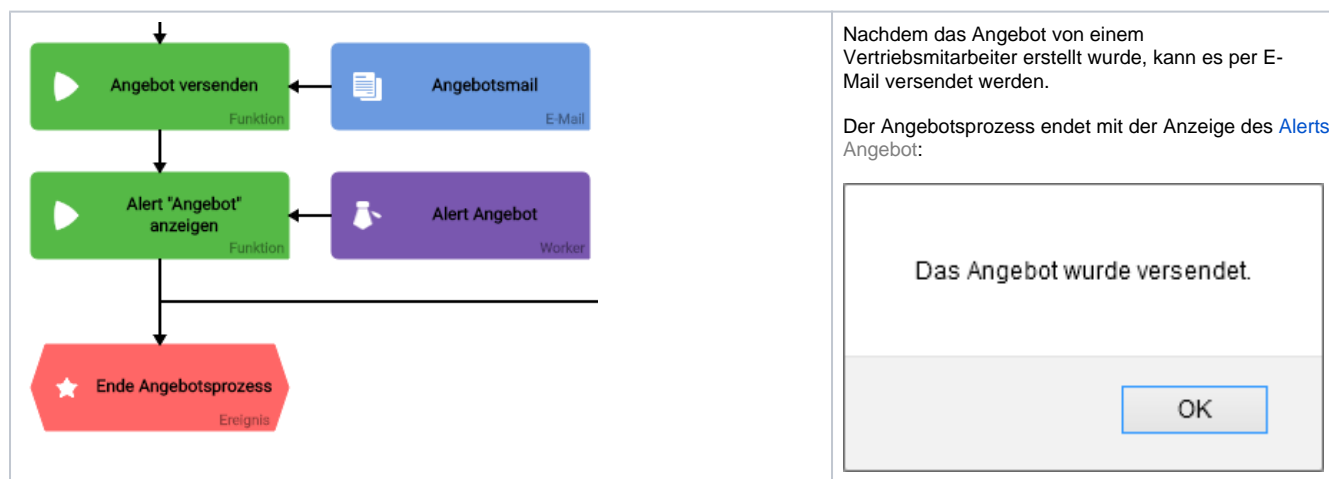 Angebot versenden
Funktion
Angebotsmail
E-Mail
Alert "Angebot"
anzeigen
Funktion
Alert Angebot
Worker
Ende Angebotsprozess
Ereignis
Nachdem das Angebot von einem
Vertriebsmitarbeiter erstellt wurde, kann es per E-
Mail versendet werden.
Der Angebotsprozess endet mit der Anzeige des Alerts
Angebot:
Das Angebot wurde versendet.
OK